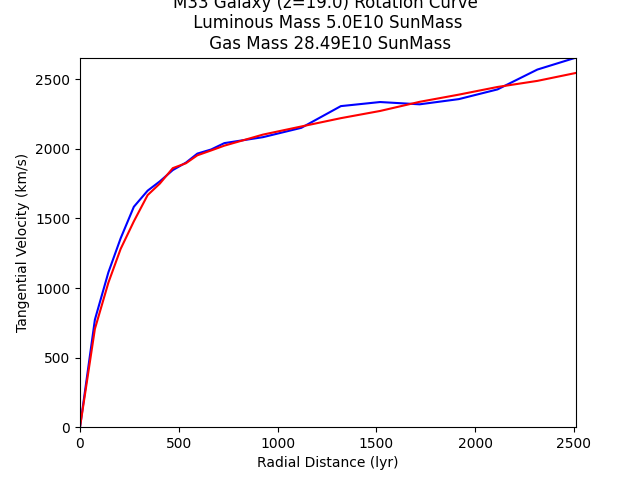 M33 Galaxy (z=19.0) Rotation Curve
Luminous Mass 5.0E10 SunMass
Gas Mass 28.49E10 SunMass
2500
2000
1500
1000
500
0
Tangential Velocity (km/s)
0 500 1000 1500 2000 2500
Radial Distance (lyr)